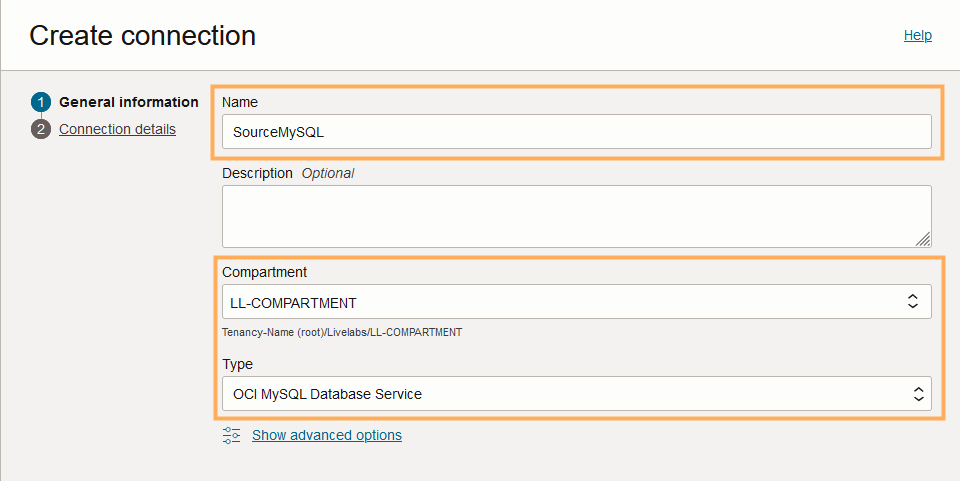 Create connection
Help
1 General information
2 Connection details
Name
SourceMySQL
Description Optional
Compartment
LL-COMPARTMENT
Tenancy-Name (root)/Livelabs/LL-COMPARTMENT
Type
OCI MySQL Database Service
Show advanced options